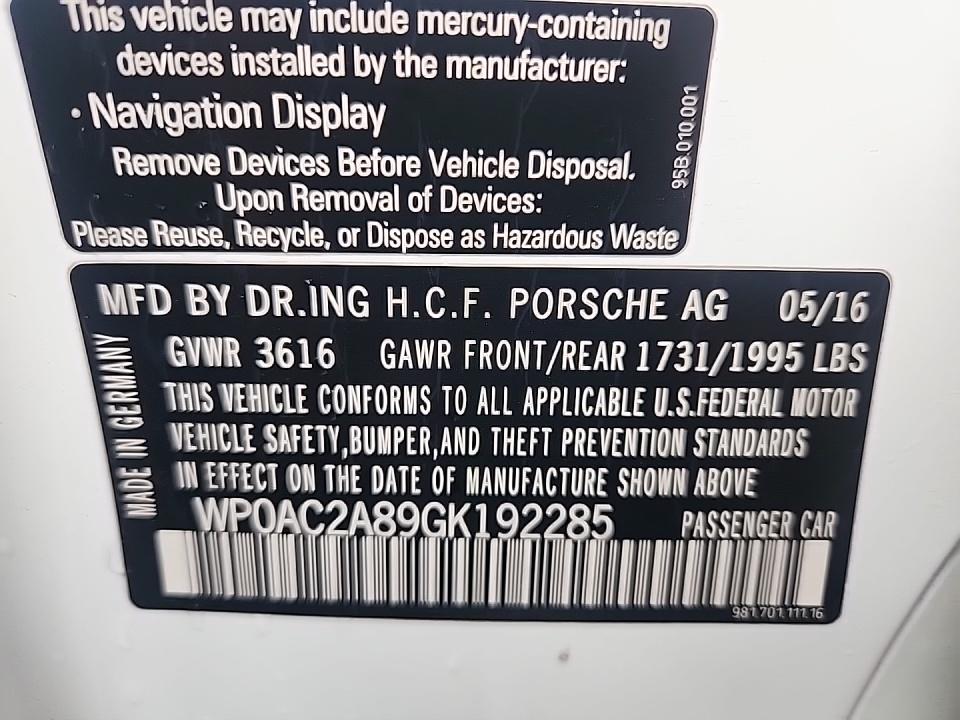 This vehicle may include mercury-containing
devices installed by the manufacturer:
• Navigation Display
Remove Devices Before Vehicle Disposal.
Upon Removal of Devices:
Please Reuse, Recycle, or Dispose as Hazardous Waste
95B.010.001
MFD BY DR.ING H.C.F. PORSCHE AG 05/16
GVWR 3616 GAWR FRONT/REAR 1731/1995 LBS
THIS VEHICLE CONFORMS TO ALL APPLICABLE U.S.FEDERAL MOTOR
VEHICLE SAFETY,BUMPER,AND THEFT PREVENTION STANDARDS
IN EFFECT ON THE DATE OF MANUFACTURE SHOWN ABOVE
WP0AC2A89GK192285 PASSENGER CAR
MADE IN GERMANY
981 701 111.16